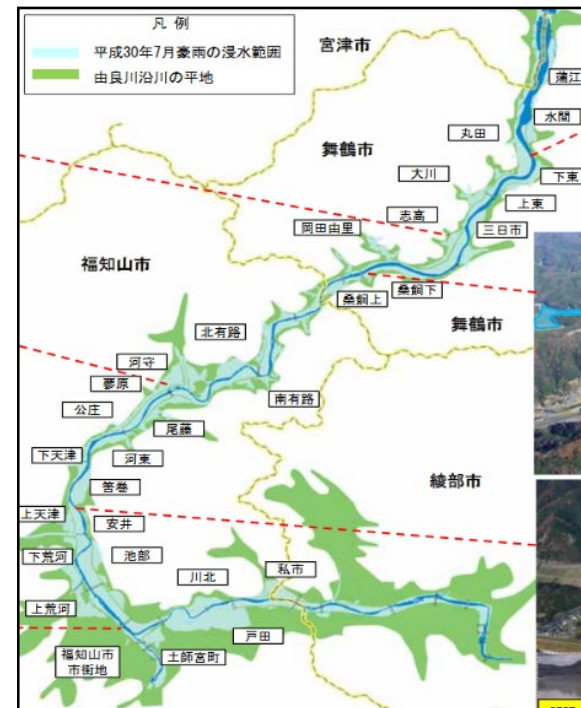 凡 例
平成30年7月豪雨の浸水範囲
由良川沿川の平地
宮津市
蒲江
水間
丸田
舞鶴市
下東
大川
上東
志高
三日市
岡田由里
福知山市
桑飼上
桑飼下
舞鶴市
北有路
河守
夢原
南有路
公庄
尾藤
下天津
河東
筈巻
綾部市
上天津
安井
下荒河
池部
川北
私市
上荒河
戸田
福知山市
市街地
土師宮町